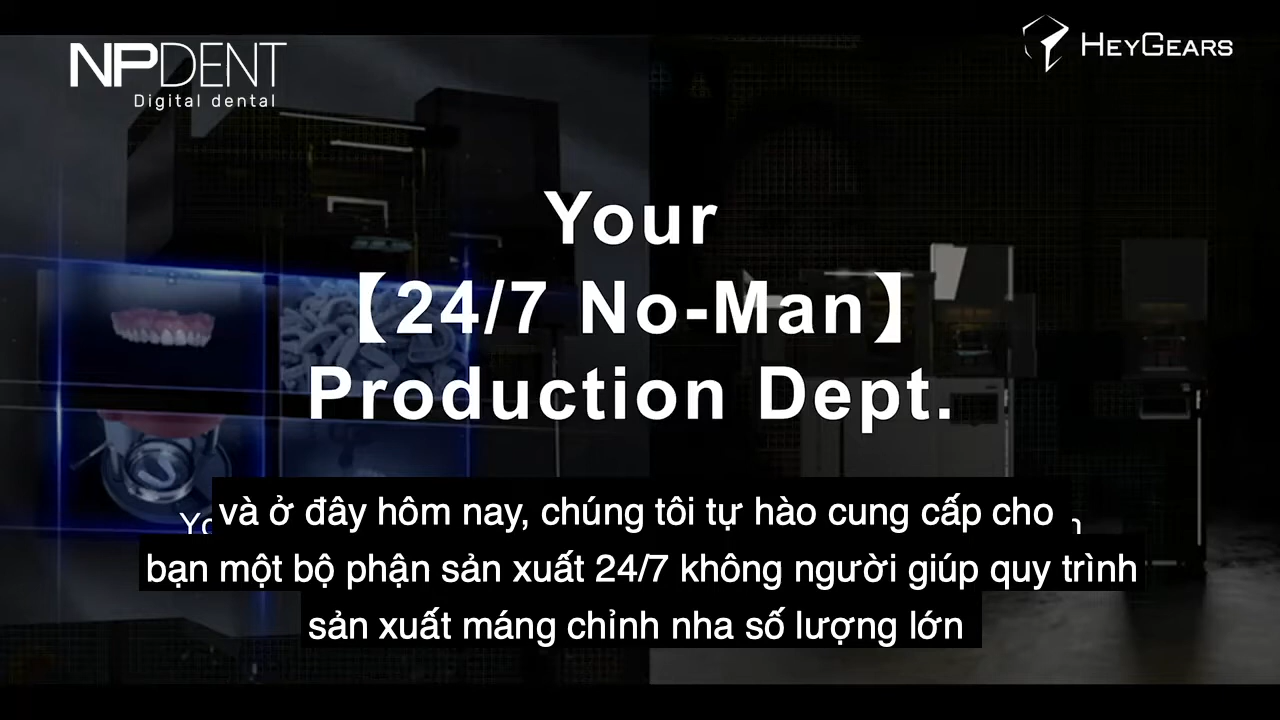 NPDENT
Digital dental
HEYGEARS
Your
【24/7 No-Man】
Production Dept.
và ở đây hôm nay, chúng tôi tự hào cung cấp cho
bạn một bộ phận sản xuất 24/7 không người giúp quy trình
sản xuất máng chỉnh nha số lượng lớn